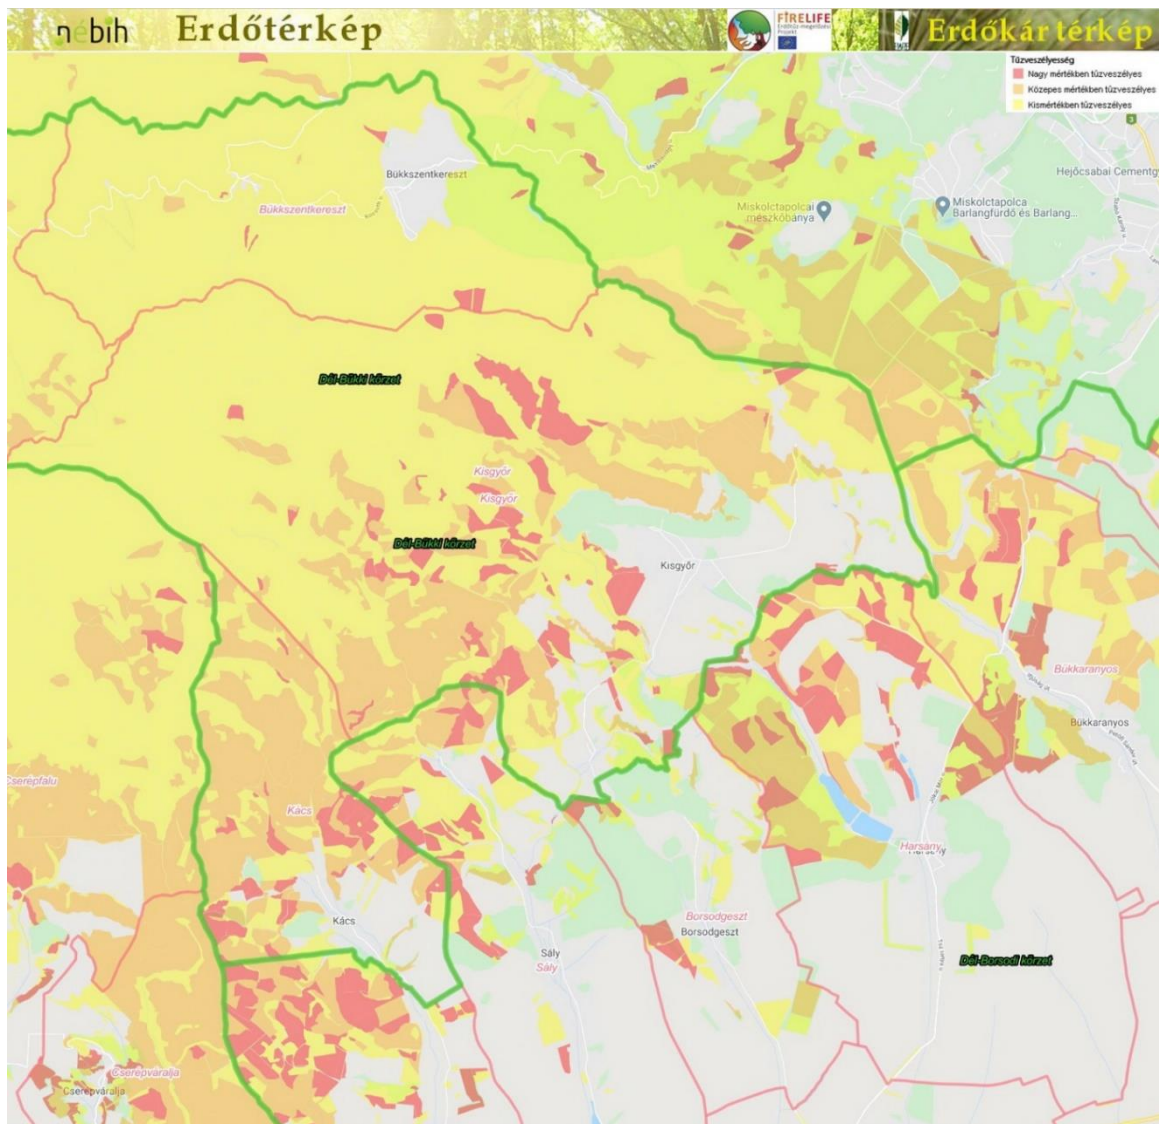 nébih
Erdőtérkép
FIRELIFE
Erdőkár térkép
Tűzveszélyesség
Nagy mértékben tűzveszélyes
Közepes mértékben tűzveszélyes
Kismértékben tűzveszélyes
3
Hejőcsabai Cementgy
Bükkszentkereszt
Bükkszentkereszt
Miskolctapolcai
mészkőbánya
Miskolctapolca
Barlangfürdő és Barlang...
Dél-Bükki körzet
Kisgyőr
Kisgyőr
Dél-Bükki körzet
Kisgyőr
Bükkaranyos
Bükkaranyos
Cserépfalu
Kács
Harsány
Harsány
Kács
Borsodgeszt
Borsodgeszt
Sály
Sály
Dél-Borsodi körzet
Cserépváralja
Cserépváralja